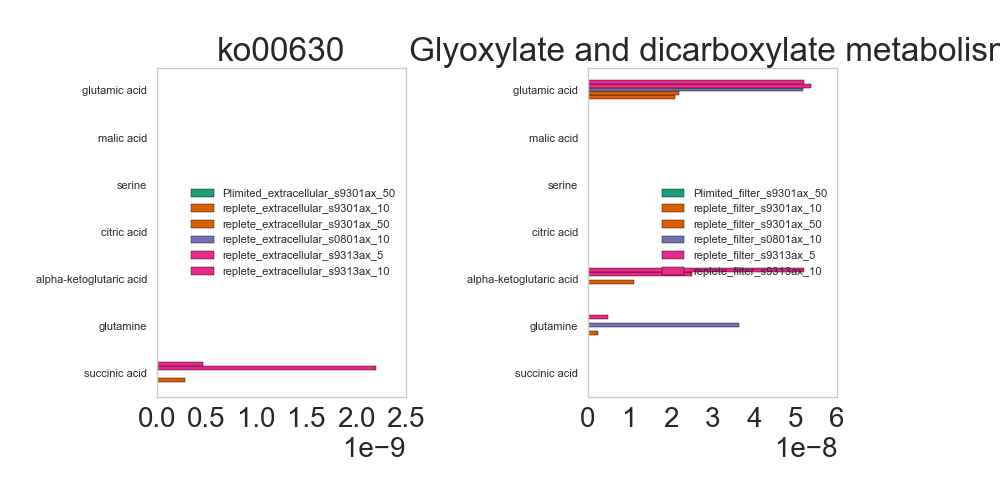 ko00630
glutamic acid
malic acid
serine
citric acid
alpha-ketoglutaric acid
glutamine
succinic acid
Plimited_extracellular_s9301ax_50
replete_extracellular_s9301ax_10
replete_extracellular_s9301ax_50
replete_extracellular_s0801ax_10
replete_extracellular_s9313ax_5
replete_extracellular_s9313ax_10
0.0 0.5 1.0 1.5 2.0 2.5
1e−9
Glyoxylate and dicarboxylate metabolism
glutamic acid
malic acid
serine
citric acid
alpha-ketoglutaric acid
glutamine
succinic acid
Plimited_filter_s9301ax_50
replete_filter_s9301ax_10
replete_filter_s9301ax_50
replete_filter_s0801ax_10
replete_filter_s9313ax_5
replete_filter_s9313ax_10
0 1 2 3 4 5 6
1e−8